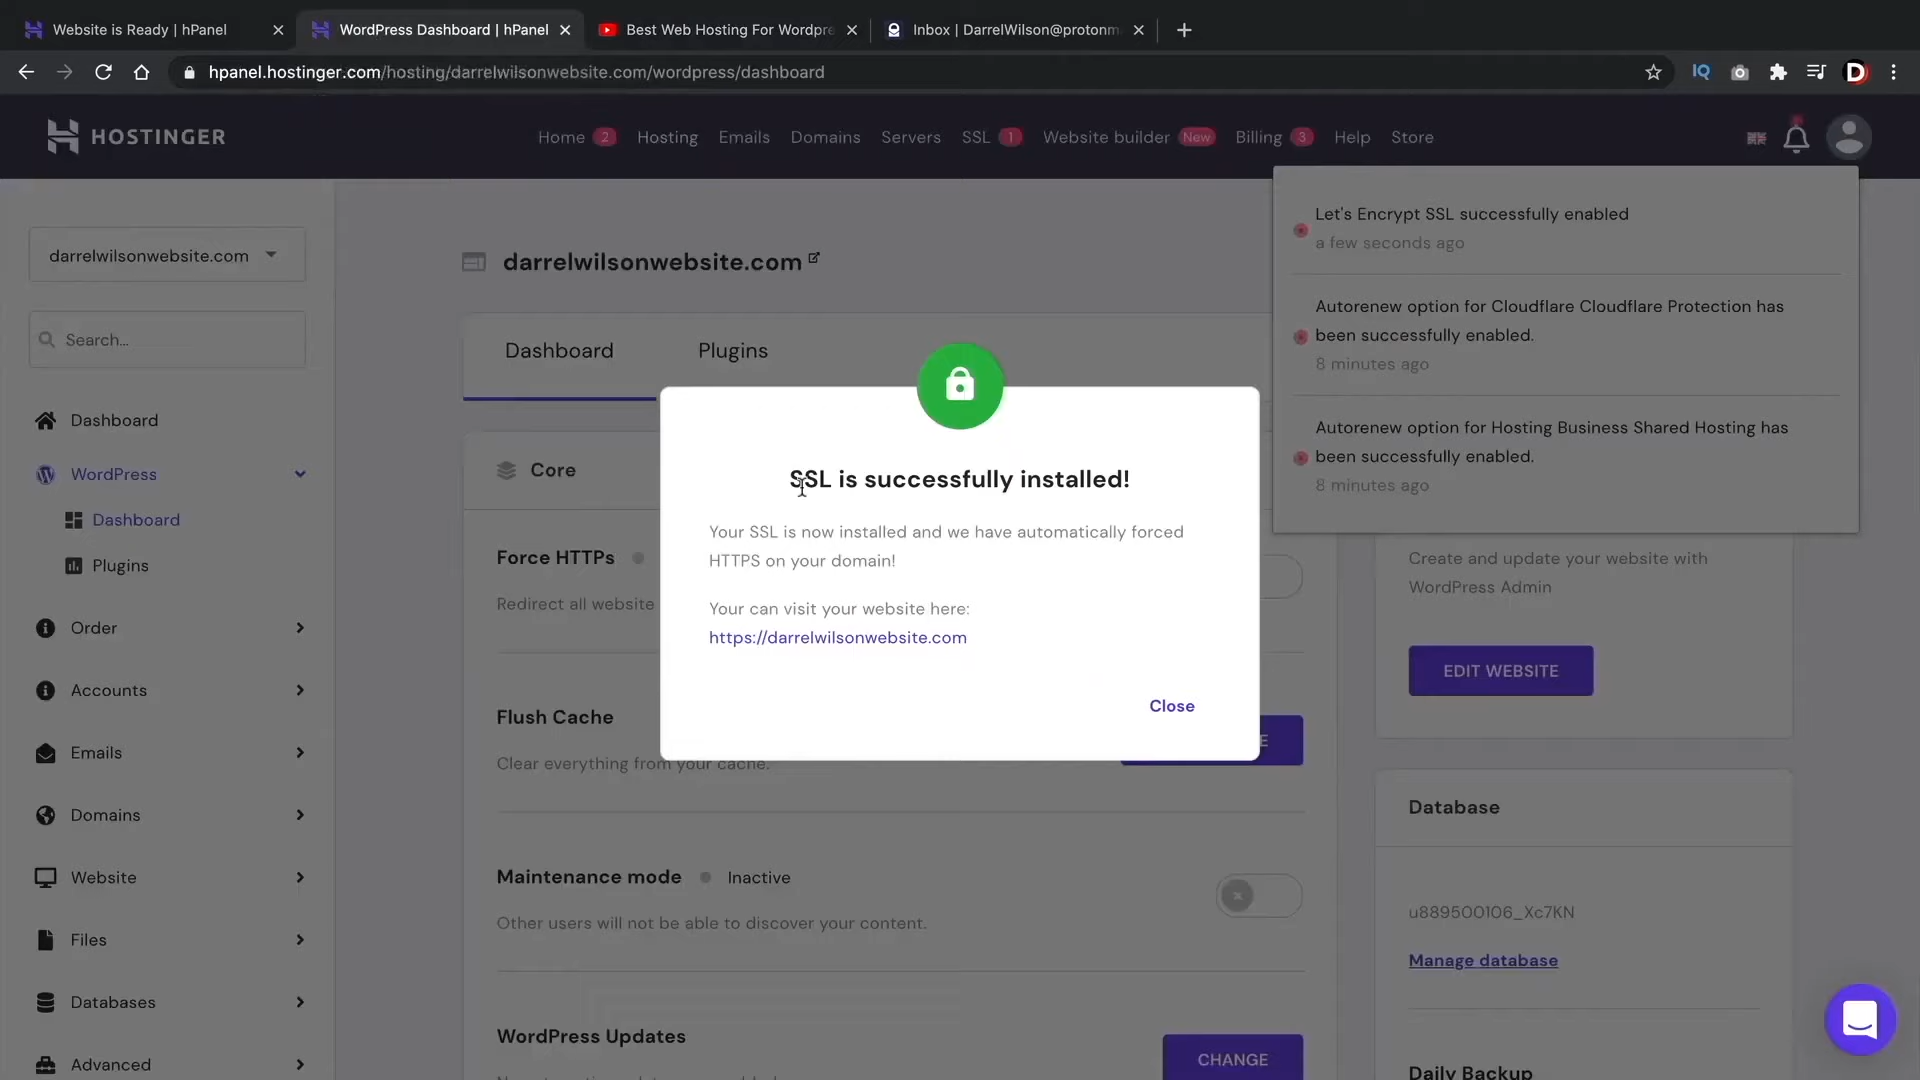 Website is Ready | hPanel
WordPress Dashboard | hPanel
Best Web Hosting For Wordpre
Inbox | DarrelWilson@protonm
hpanel.hostinger.com/hosting/darrelwilsonwebsite.com/wordpress/dashboard
IQ
D
HOSTINGER
Home 2 Hosting Emails Domains Servers SSL 1 Website builder New Billing 3 Help Store
Let's Encrypt SSL successfully enabled
a few seconds ago
Autorenew option for Cloudflare Cloudflare Protection has
been successfully enabled.
8 minutes ago
Autorenew option for Hosting Business Shared Hosting has
been successfully enabled.
8 minutes ago
darrelwilsonwebsite.com
Search...
Dashboard
WordPress
Dashboard
Plugins
Order
Accounts
Emails
Domains
Website
Files
Databases
Advanced
darrelwilsonwebsite.com
Dashboard
Plugins
Core
Force HTTPs
Redirect all website
Flush Cache
Clear everything from your cache.
E
Maintenance mode
Inactive
Other users will not be able to discover your content.
WordPress Updates
CHANGE
SSL is successfully installed!
Your SSL is now installed and we have automatically forced
HTTPS on your domain!
Your can visit your website here:
https://darrelwilsonwebsite.com
Close
Create and update your website with
WordPress Admin
EDIT WEBSITE
Database
u889500106_Xc7KN
Manage database
Daily Backup